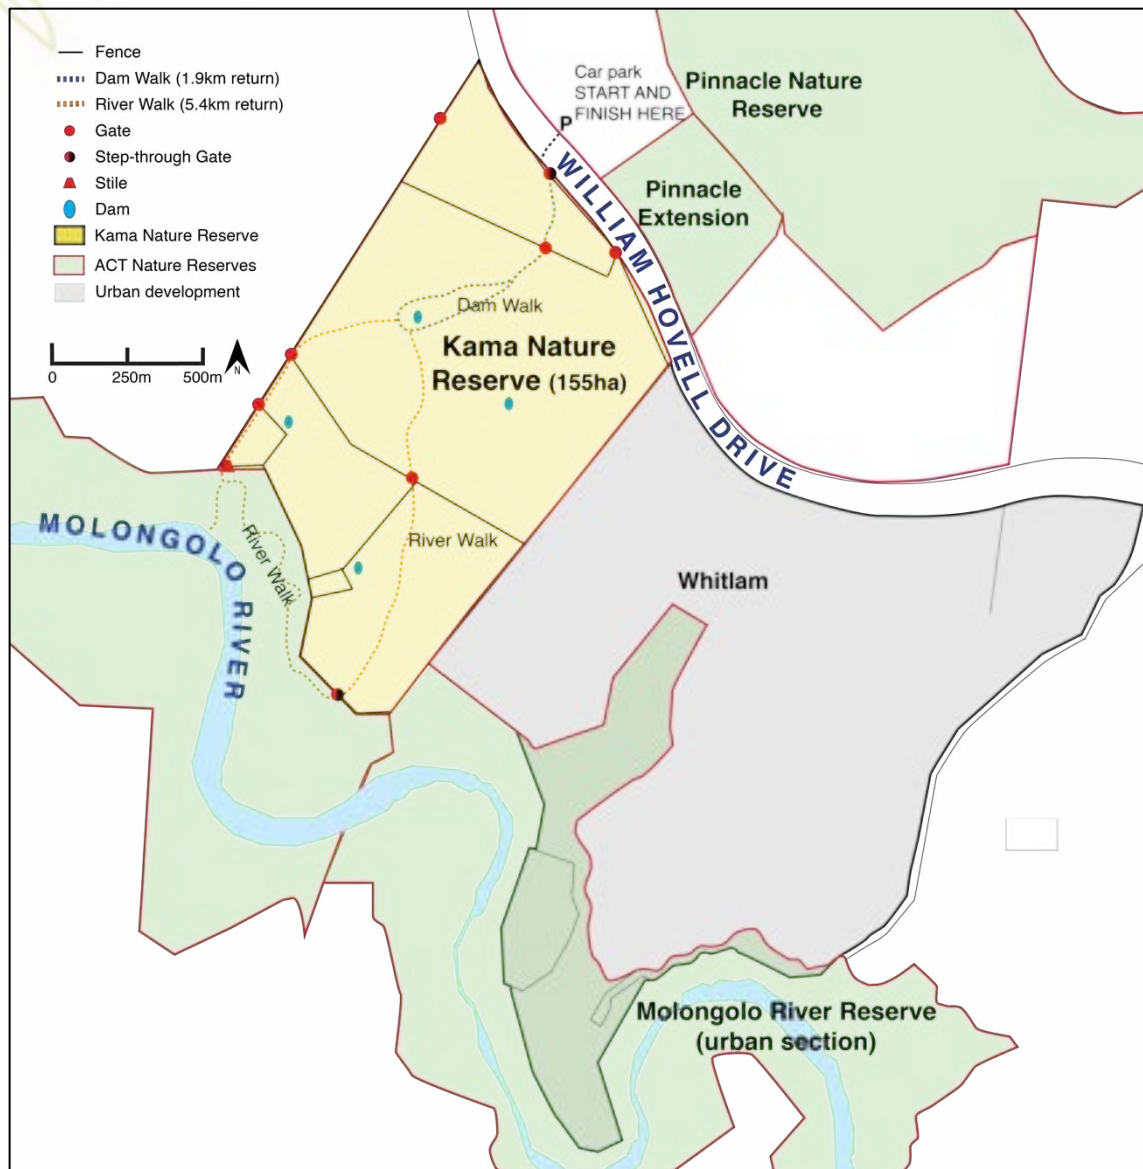 Fence
Dam Walk (1.9km return)
River Walk (5.4km return)
Gate
Step-through Gate
Stile
Dam
Kama Nature Reserve
ACT Nature Reserves
Urban development
0 250m 500m
N
Car park
START AND
FINISH HERE
P
Pinnacle Nature
Reserve
Pinnacle
Extension
WILLIAM HOVELL DRIVE
Dam Walk
Kama Nature
Reserve (155ha)
River Walk
River Walk
MOLONGOLO RIVER
Whitlam
Molongolo River Reserve
(urban section)